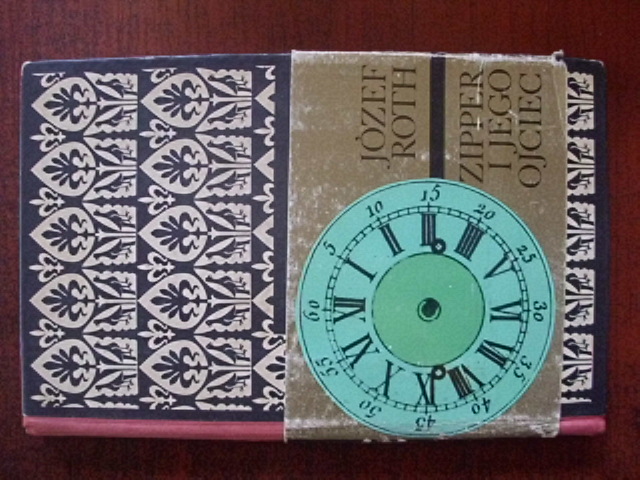 JÓZEF
ROTH
ZIPPER
I JEGO
OJCIEC
60
5
10
15
20
25
30
35
40
45
50
55
XII
I
II
III
IIII
V
VI
VII
VIII
IX
X
XI